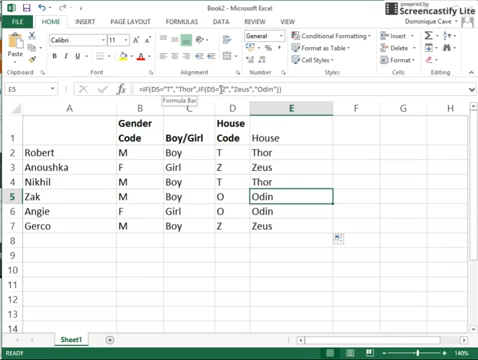 Book2 - Microsoft Excel
powered by
Screencastify Lite
FILE HOME INSERT PAGE LAYOUT FORMULAS DATA REVIEW VIEW
Dominique Cave
Paste
Calibri 11
B I U
General
Conditional Formatting
Format as Table
Cell Styles
Insert
Delete
Format
Clipboard Font Alignment Number Styles Cells Editing
E5 fx =IF(D5="T","Thor",IF(D5="Z","Zeus","Odin"))
Formula Bar
A B C D E F G
1 Gender Code Boy/Girl House Code House
2 Robert M Boy T Thor
3 Anoushka F Girl Z Zeus
4 Nikhil M Boy T Thor
5 Zak M Boy O Odin
6 Angie F Girl O Odin
7 Gerco M Boy Z Zeus
8
9
10
11
12
13
14
Sheet1
READY 140%